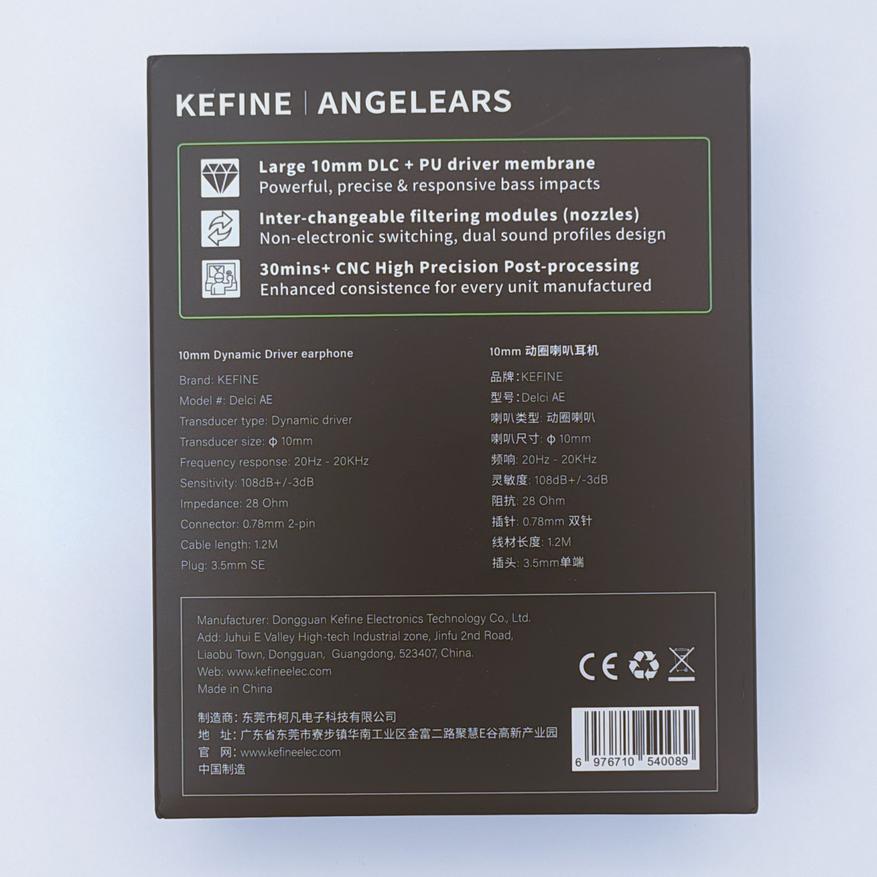 KEFINE | ANGELEARS
Large 10mm DLC + PU driver membrane
Powerful, precise & responsive bass impacts
Inter-changeable filtering modules (nozzles)
Non-electronic switching, dual sound profiles design
30mins+ CNC High Precision Post-processing
Enhanced consistence for every unit manufactured
10mm Dynamic Driver earphone
Brand: KEFINE
Model #: Delci AE
Transducer type: Dynamic driver
Transducer size: ф 10mm
Frequency response: 20Hz - 20KHz
Sensitivity: 108dB+/-3dB
Impedance: 28 Ohm
Connector: 0.78mm 2-pin
Cable length: 1.2M
Plug: 3.5mm SE
10mm 动圈喇叭耳机
品牌:KEFINE
型号:Delci AE
喇叭类型: 动圈喇叭
喇叭尺寸: ф 10mm
频响: 20Hz - 20KHz
灵敏度: 108dB+/-3dB
阻抗: 28 Ohm
插针: 0.78mm 双针
线材长度: 1.2M
插头: 3.5mm单端
Manufacturer: Dongguan Kefine Electronics Technology Co., Ltd.
Add: Juhui E Valley High-tech Industrial zone, Jinfu 2nd Road,
Liaobu Town, Dongguan, Guangdong, 523407, China.
Web: www.kefineelec.com
Made in China
制造商: 东莞市柯凡电子科技有限公司
地 址: 广东省东莞市寮步镇华南工业区金富二路聚慧E谷高新产业园
官 网: www.kefineelec.com
中国制造
CE
6 976710 540089